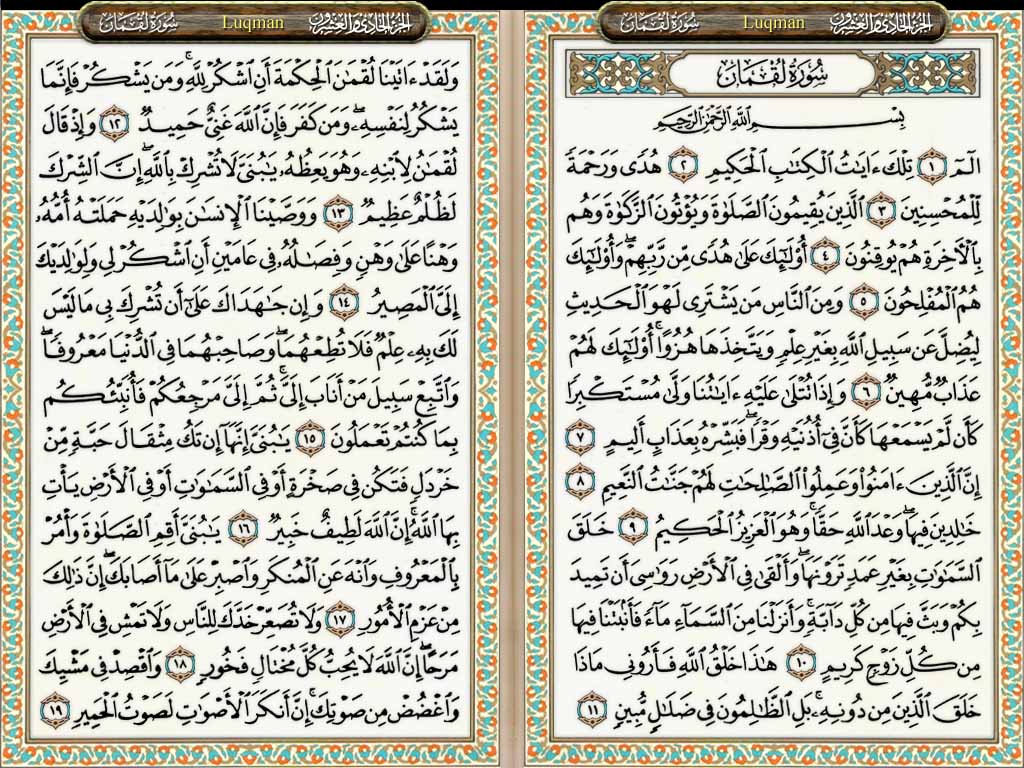 الجزء الحادي والعشرون Luqman سورة لقمان
سُورَةُ لُقْمَانَ
بِسْمِ اللَّهِ الرَّحْمَٰنِ الرَّحِيمِ
الٓمٓ ١ تِلْكَ ءَايَٰتُ ٱلْكِتَٰبِ ٱلْحَكِيمِ ٢ هُدًى وَرَحْمَةً
لِّلْمُحْسِنِينَ ٣ ٱلَّذِينَ يُقِيمُونَ ٱلصَّلَوٰةَ وَيُؤْتُونَ ٱلزَّكَوٰةَ وَهُم
بِٱلْأَخِرَةِ هُمْ يُوقِنُونَ ٤ أُوْلَٰٓئِكَ عَلَىٰ هُدًى مِّن رَّبِّهِمْ ۖ وَأُوْلَٰٓئِكَ
هُمُ ٱلْمُفْلِحُونَ ٥ وَمِنَ ٱلنَّاسِ مَن يَشْتَرِى لَهْوَ ٱلْحَدِيثِ
لِيُضِلَّ عَن سَبِيلِ ٱللَّهِ بِغَيْرِ عِلْمٍ وَيَتَّخِذَهَا هُزُوًا ۚ أُوْلَٰٓئِكَ لَهُمْ
عَذَابٌ مُّهِينٌ ٦ وَإِذَا تُتْلَىٰ عَلَيْهِ ءَايَٰتُنَا وَلَّىٰ مُسْتَكْبِرًا
كَأَن لَّمْ يَسْمَعْهَا كَأَنَّ فِىٓ أُذُنَيْهِ وَقْرًا ۖ فَبَشِّرْهُ بِعَذَابٍ أَلِيمٍ ٧
إِنَّ ٱلَّذِينَ ءَامَنُوا۟ وَعَمِلُوا۟ ٱلصَّٰلِحَٰتِ لَهُمْ جَنَّٰتُ ٱلنَّعِيمِ ٨
خَٰلِدِينَ فِيهَا ۖ وَعْدَ ٱللَّهِ حَقًّا ۚ وَهُوَ ٱلْعَزِيزُ ٱلْحَكِيمُ ٩ خَلَقَ
ٱلسَّمَٰوَٰتِ بِغَيْرِ عَمَدٍ تَرَوْنَهَا ۖ وَأَلْقَىٰ فِى ٱلْأَرْضِ رَوَٰسِىَ أَن تَمِيدَ
بِكُمْ وَبَثَّ فِيهَا مِن كُلِّ دَآبَّةٍ ۚ وَأَنزَلْنَا مِنَ ٱلسَّمَآءِ مَآءً فَأَنۢبَتْنَا فِيهَا
مِن كُلِّ زَوْجٍ كَرِيمٍ ١٠ هَٰذَا خَلْقُ ٱللَّهِ فَأَرُونِى مَاذَا
خَلَقَ ٱلَّذِينَ مِن دُونِهِۦ ۚ بَلِ ٱلظَّٰلِمُونَ فِى ضَلَٰلٍ مُّبِينٍ ١١
الجزء الحادي والعشرون Luqman سورة لقمان
وَلَقَدْ ءَاتَيْنَا لُقْمَٰنَ ٱلْحِكْمَةَ أَنِ ٱشْكُرْ لِلَّهِ ۚ وَمَن يَشْكُرْ فَإِنَّمَا
يَشْكُرُ لِنَفْسِهِۦ ۖ وَمَن كَفَرَ فَإِنَّ ٱللَّهَ غَنِىٌّ حَمِيدٌ ١٢ وَإِذْ قَالَ
لُقْمَٰنُ لِٱبْنِهِۦ وَهُوَ يَعِظُهُۥ يَٰبُنَىَّ لَا تُشْرِكْ بِٱللَّهِ ۖ إِنَّ ٱلشِّرْكَ
لَظُلْمٌ عَظِيمٌ ١٣ وَوَصَّيْنَا ٱلْإِنسَٰنَ بِوَٰلِدَيْهِ حَمَلَتْهُ أُمُّهُۥ
وَهْنًا عَلَىٰ وَهْنٍ وَفِصَٰلُهُۥ فِى عَامَيْنِ أَنِ ٱشْكُرْ لِى وَلِوَٰلِدَيْكَ
إِلَىَّ ٱلْمَصِيرُ ١٤ وَإِن جَٰهَدَاكَ عَلَىٰٓ أَن تُشْرِكَ بِى مَا لَيْسَ
لَكَ بِهِۦ عِلْمٌ فَلَا تُطِعْهُمَا ۖ وَصَاحِبْهُمَا فِى ٱلدُّنْيَا مَعْرُوفًا ۖ
وَٱتَّبِعْ سَبِيلَ مَنْ أَنَابَ إِلَىَّ ۚ ثُمَّ إِلَىَّ مَرْجِعُكُمْ فَأُنَبِّئُكُم
بِمَا كُنتُمْ تَعْمَلُونَ ١٥ يَٰبُنَىَّ إِنَّهَآ إِن تَكُ مِثْقَالَ حَبَّةٍ مِّنْ
خَرْدَلٍ فَتَكُن فِى صَخْرَةٍ أَوْ فِى ٱلسَّمَٰوَٰتِ أَوْ فِى ٱلْأَرْضِ يَأْتِ
بِهَا ٱللَّهُ ۚ إِنَّ ٱللَّهَ لَطِيفٌ خَبِيرٌ ١٦ يَٰبُنَىَّ أَقِمِ ٱلصَّلَوٰةَ وَأْمُرْ
بِٱلْمَعْرُوفِ وَٱنْهَ عَنِ ٱلْمُنكَرِ وَٱصْبِرْ عَلَىٰ مَآ أَصَابَكَ ۖ إِنَّ ذَٰلِكَ
مِنْ عَزْمِ ٱلْأُمُورِ ١٧ وَلَا تُصَعِّرْ خَدَّكَ لِلنَّاسِ وَلَا تَمْشِ فِى ٱلْأَرْضِ
مَرَحًا ۖ إِنَّ ٱللَّهَ لَا يُحِبُّ كُلَّ مُخْتَالٍ فَخُورٍ ١٨ وَٱقْصِدْ فِى مَشْيِكَ
وَٱغْضُضْ مِن صَوْتِكَ ۚ إِنَّ أَنكَرَ ٱلْأَصْوَٰتِ لَصَوْتُ ٱلْحَمِيرِ ١٩